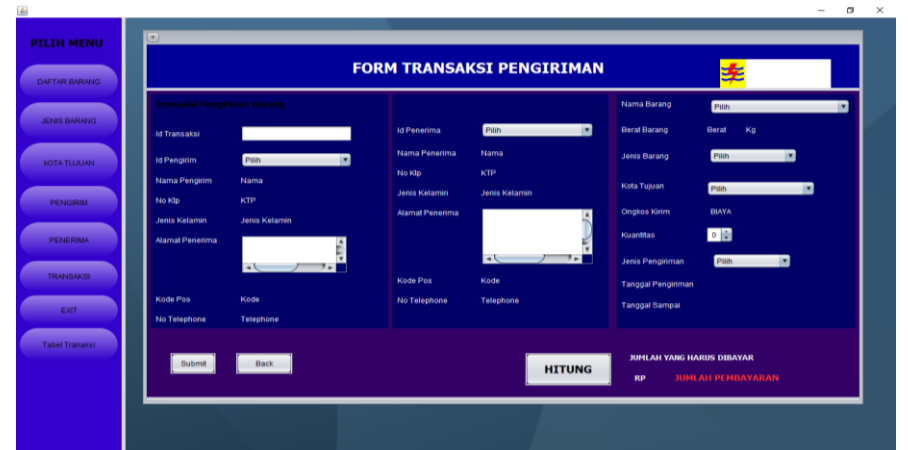 PILIH MENU
DAFTAR BARANG
JENIS BARANG
KOTA TUJUAN
PENGIRIM
PENERIMA
TRANSAKSI
EXIT
Tabel Tranaksi
FORM TRANSAKSI PENGIRIMAN
Transaksi Pengiriman Barang
Id Transaksi
Id Pengirim Pilih
Nama Pengirim Nama
No Ktp KTP
Jenis Kelamin Jenis Kelamin
Alamat Penerima
Kode Pos Kode
No Telephone Telephone
Id Penerima Pilih
Nama Penerima Nama
No Ktp KTP
Jenis Kelamin Jenis Kelamin
Alamat Penerima
Kode Pos Kode
No Telephone Telephone
Nama Barang Pilih
Berat Barang Berat Kg
Jenis Barang Pilih
Kota Tujuan Pilih
Ongkos Kirim BIAYA
Kuantitas 0
Jenis Pengiriman Pilih
Tanggal Pengiriman
Tanggal Sampai
Submit Back
HITUNG
JUMLAH YANG HARUS DIBAYAR
RP JUMLAH PEMBAYARAN